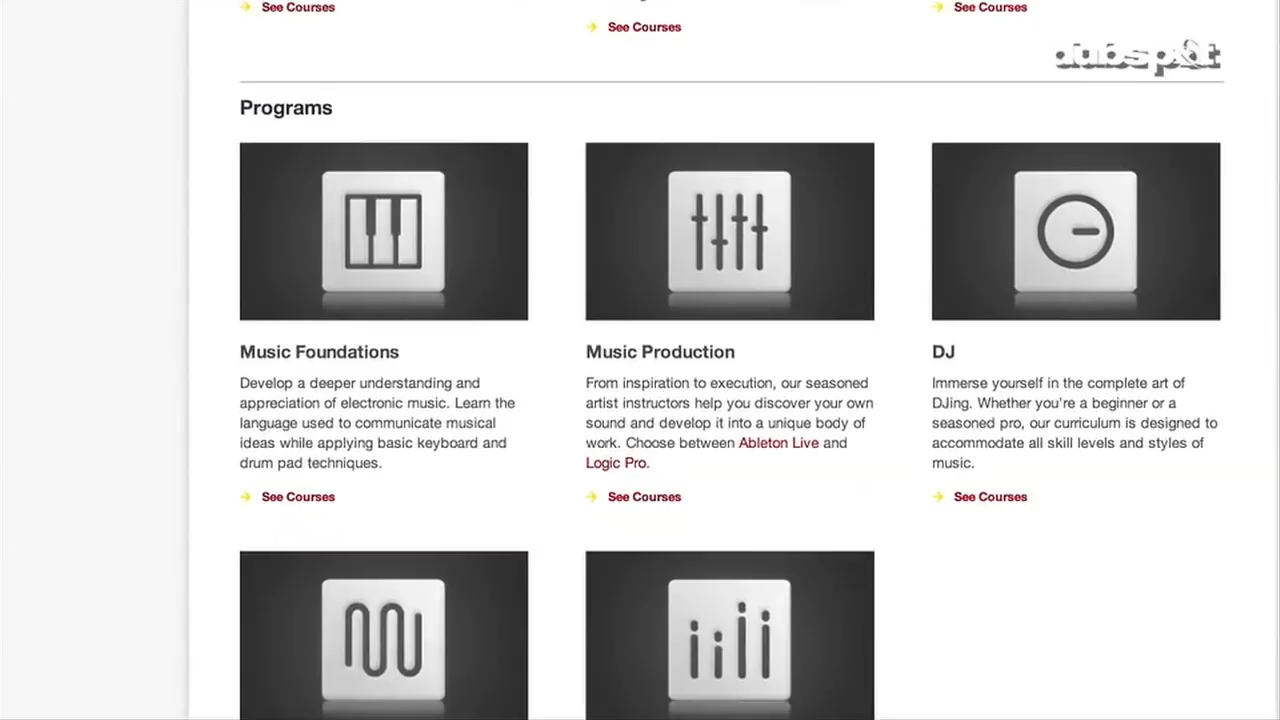 See Courses
See Courses
See Courses
dubspot
Programs
Music Foundations
Develop a deeper understanding and
appreciation of electronic music. Learn the
language used to communicate musical
ideas while applying basic keyboard and
drum pad techniques.
See Courses
Music Production
From inspiration to execution, our seasoned
artist instructors help you discover your own
sound and develop it into a unique body of
work. Choose between Ableton Live and
Logic Pro.
See Courses
DJ
Immerse yourself in the complete art of
DJing. Whether you're a beginner or a
seasoned pro, our curriculum is designed to
accommodate all skill levels and styles of
music.
See Courses